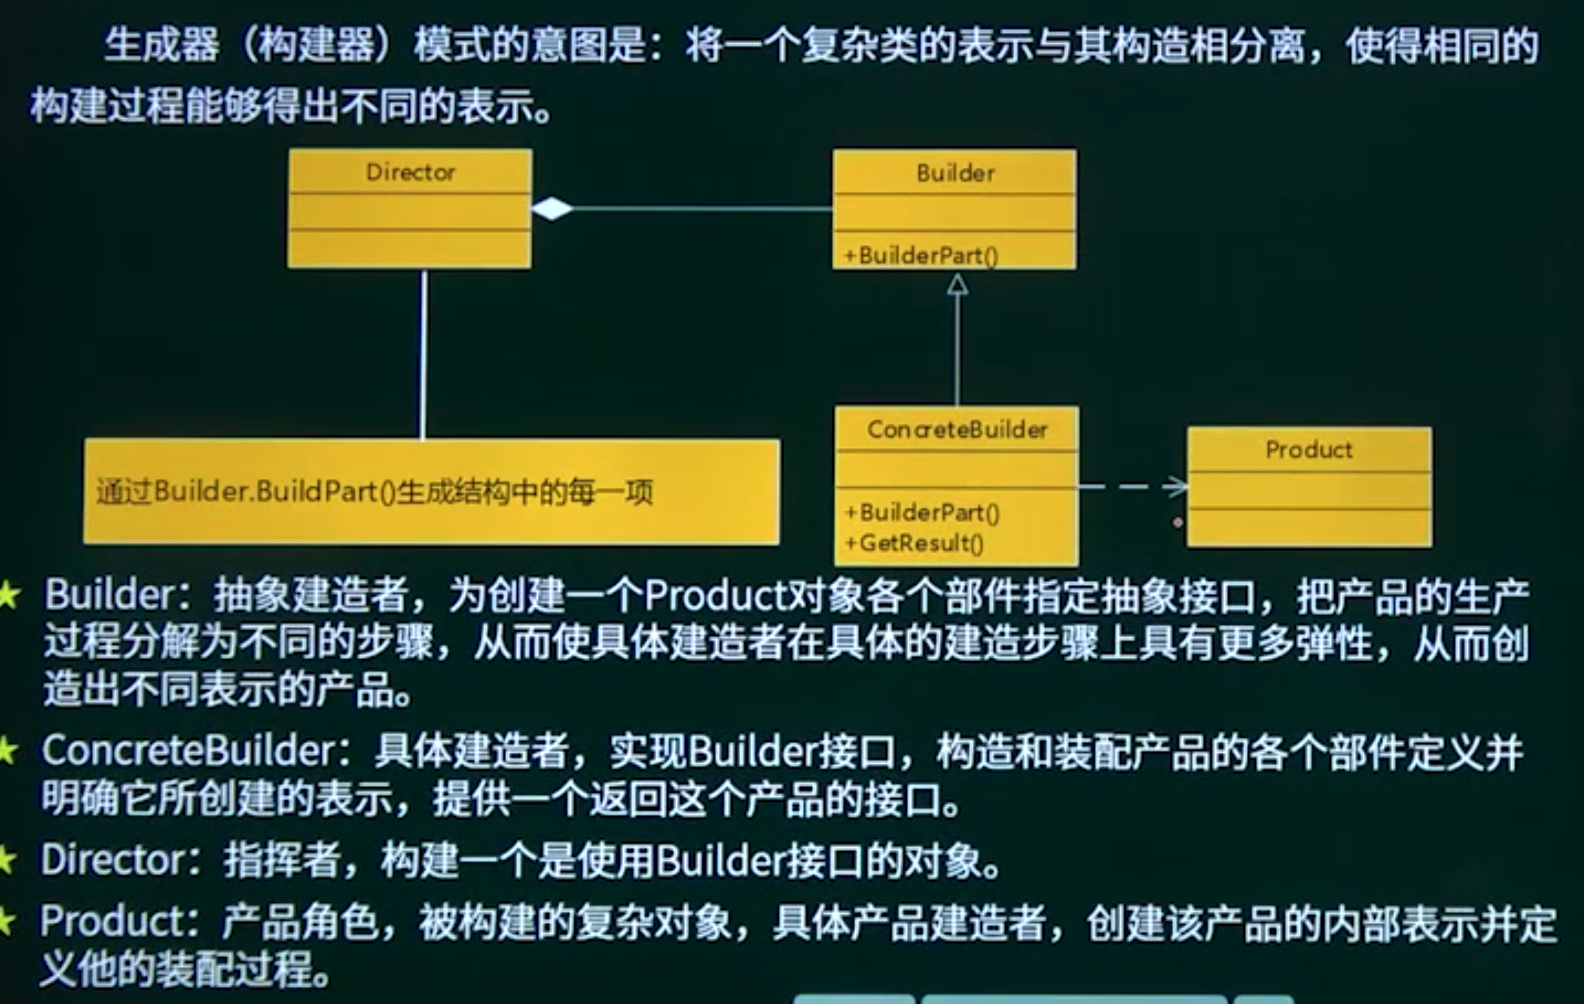 生成器（构建器）模式的意图是：将一个复杂类的表示与其构造相分离，使得相同的
构建过程能够得出不同的表示。
Director
Builder
+BuilderPart()
ConcreteBuilder
+BuilderPart()
+GetResult()
Product
通过Builder.BuildPart()生成结构中的每一项
★ Builder：抽象建造者，为创建一个Product对象各个部件指定抽象接口，把产品的生产
过程分解为不同的步骤，从而使具体建造者在具体的建造步骤上具有更多弹性，从而创
造出不同表示的产品。
★ ConcreteBuilder：具体建造者，实现Builder接口，构造和装配产品的各个部件定义并
明确它所创建的表示，提供一个返回这个产品的接口。
★ Director：指挥者，构建一个是使用Builder接口的对象。
★ Product：产品角色，被构建的复杂对象，具体产品建造者，创建该产品的内部表示并定
义他的装配过程。